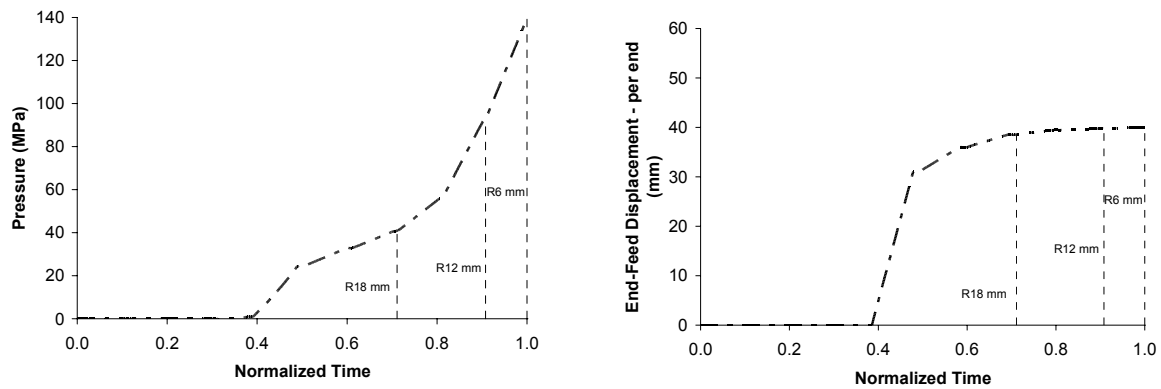 140
120
100
80
60
40
20
0
Pressure (MPa)
R6 mm
R12 mm
R18 mm
0.0 0.2 0.4 0.6 0.8 1.0
Normalized Time
60
50
40
30
20
10
0
End-Feed Displacement - per end
(mm)
R6 mm
R12 mm
R18 mm
0.0 0.2 0.4 0.6 0.8 1.0
Normalized Time